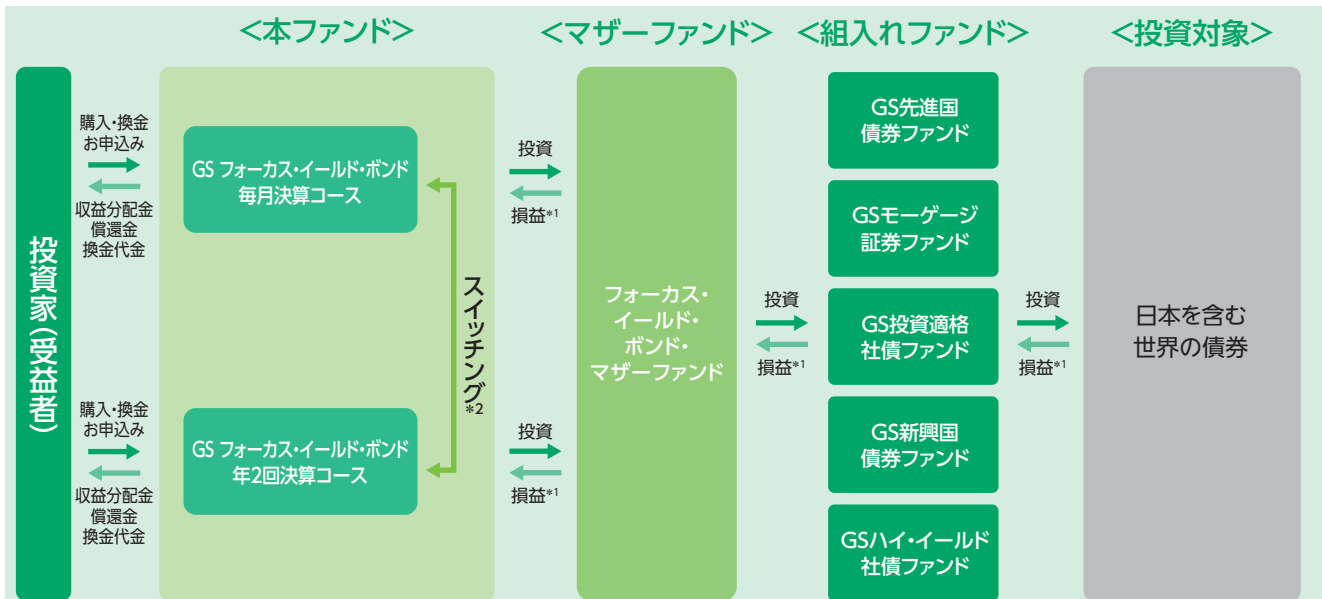 <本ファンド>
<マザーファンド>
<組入れファンド>
<投資対象>
投資家(受益者)
購入・換金
お申込み
収益分配金
償還金
換金代金
購入・換金
お申込み
収益分配金
償還金
換金代金
GS フォーカス・イールド・ボンド
毎月決算コース
GS フォーカス・イールド・ボンド
年2回決算コース
スイッチング*2
投資
損益*1
投資
損益*1
フォーカス・
イールド・
ボンド・
マザーファンド
投資
損益*1
GS先進国
債券ファンド
GSモーゲージ
証券ファンド
GS投資適格
社債ファンド
GS新興国
債券ファンド
GSハイ・イールド
社債ファンド
投資
損益*1
日本を含む
世界の債券